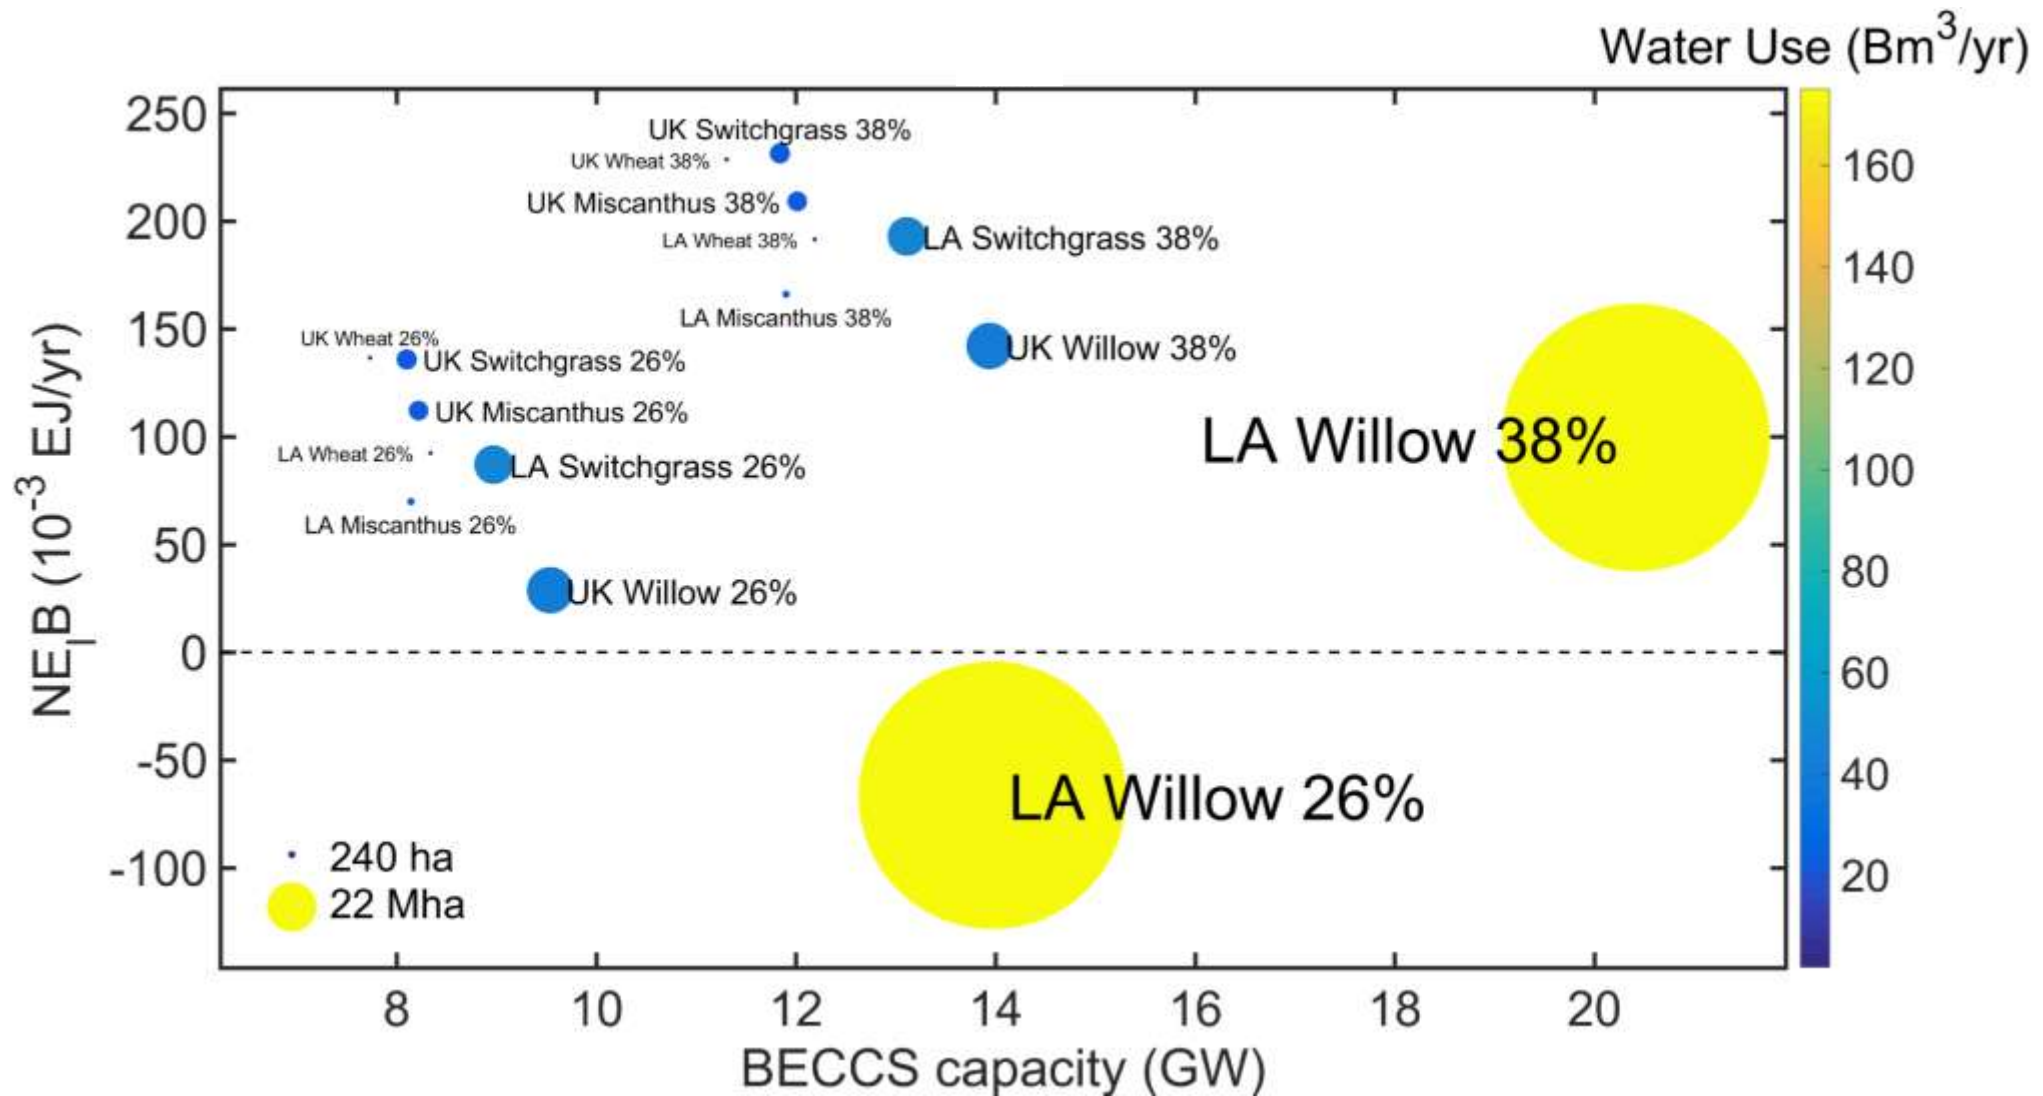 Water Use (Bm³/yr)
250
200
150
100
50
0
-50
-100
NE_IB (10⁻³ EJ/yr)
UK Switchgrass 38%
UK Wheat 38%
UK Miscanthus 38%
LA Wheat 38%
LA Switchgrass 38%
LA Miscanthus 38%
UK Wheat 26%
UK Willow 38%
UK Switchgrass 26%
UK Miscanthus 26%
LA Willow 38%
LA Wheat 26%
LA Switchgrass 26%
LA Miscanthus 26%
UK Willow 26%
LA Willow 26%
240 ha
22 Mha
8 10 12 14 16 18 20
BECCS capacity (GW)
160
140
120
100
80
60
40
20